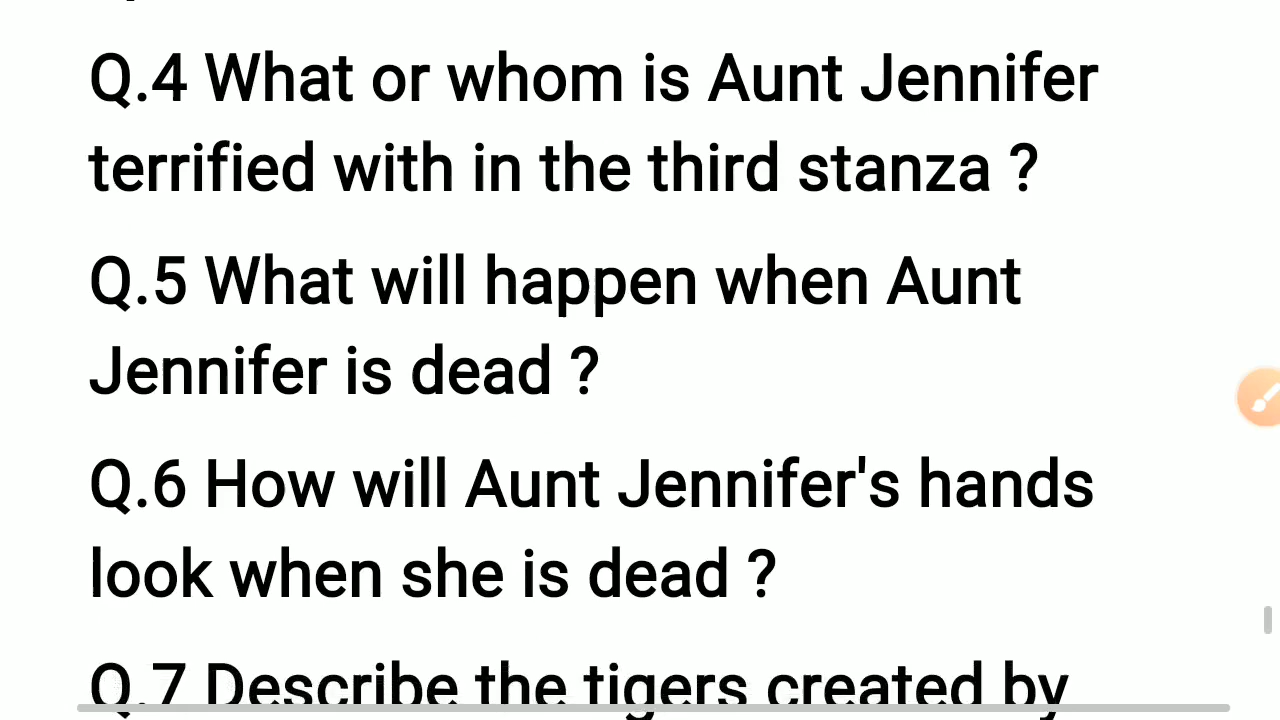 Q.4 What or whom is Aunt Jennifer
terrified with in the third stanza ?
Q.5 What will happen when Aunt
Jennifer is dead ?
Q.6 How will Aunt Jennifer's hands
look when she is dead ?
Q.7 Describe the tigers created by